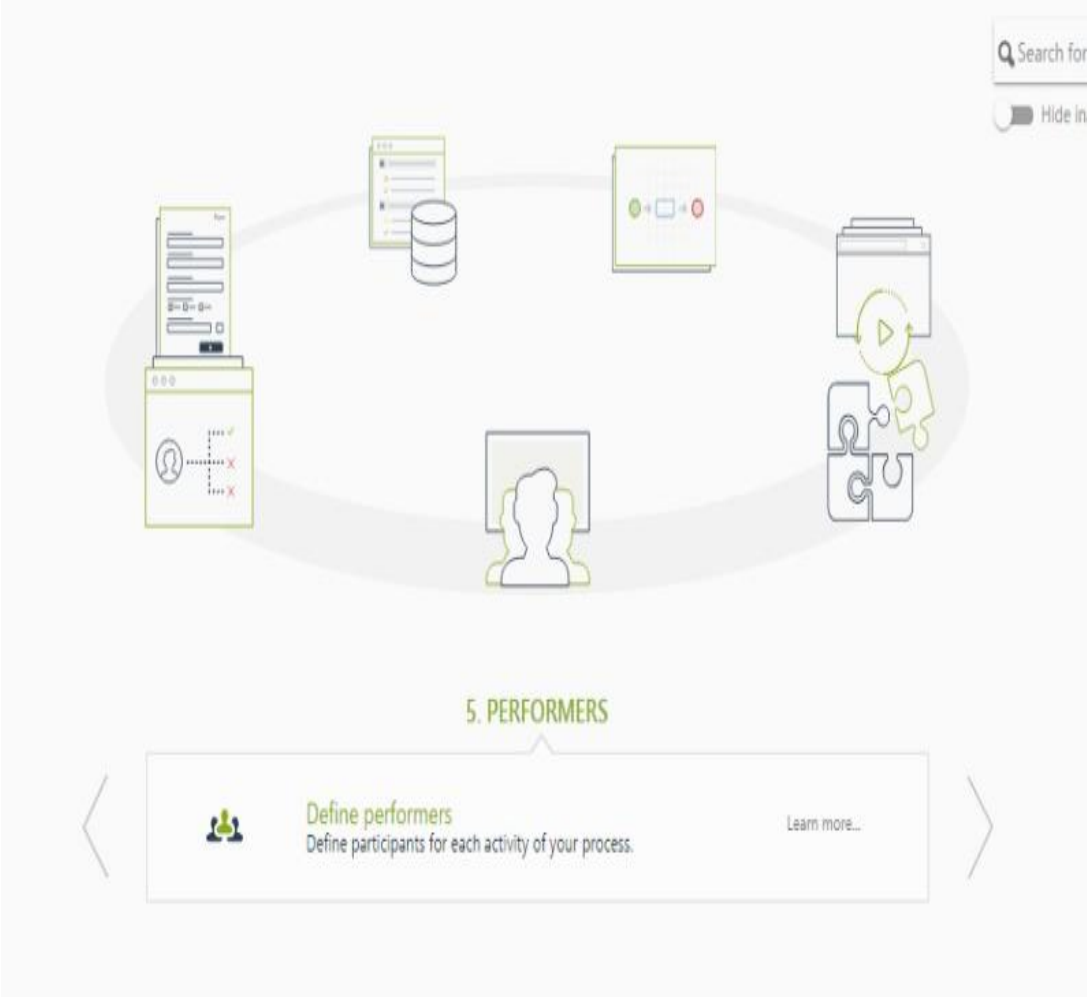 Search for
Hide in
5. PERFORMERS
Define performers
Define participants for each activity of your process.
Learn more...